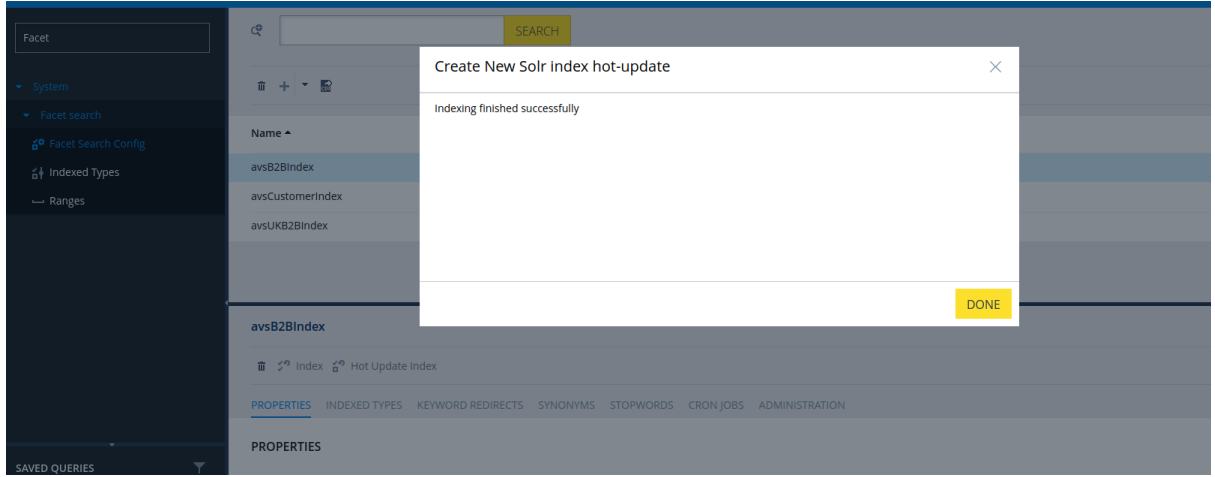 Facet
System
Facet search
Facet Search Config
Indexed Types
Ranges
SAVED QUERIES
SEARCH
Name
avsB2BIndex
avsCustomerIndex
avsUKB2BIndex
Create New Solr index hot-update
Indexing finished successfully
DONE
avsB2BIndex
Index Hot Update Index
PROPERTIES INDEXED TYPES KEYWORD REDIRECTS SYNONYMS STOPWORDS CRON JOBS ADMINISTRATION
PROPERTIES